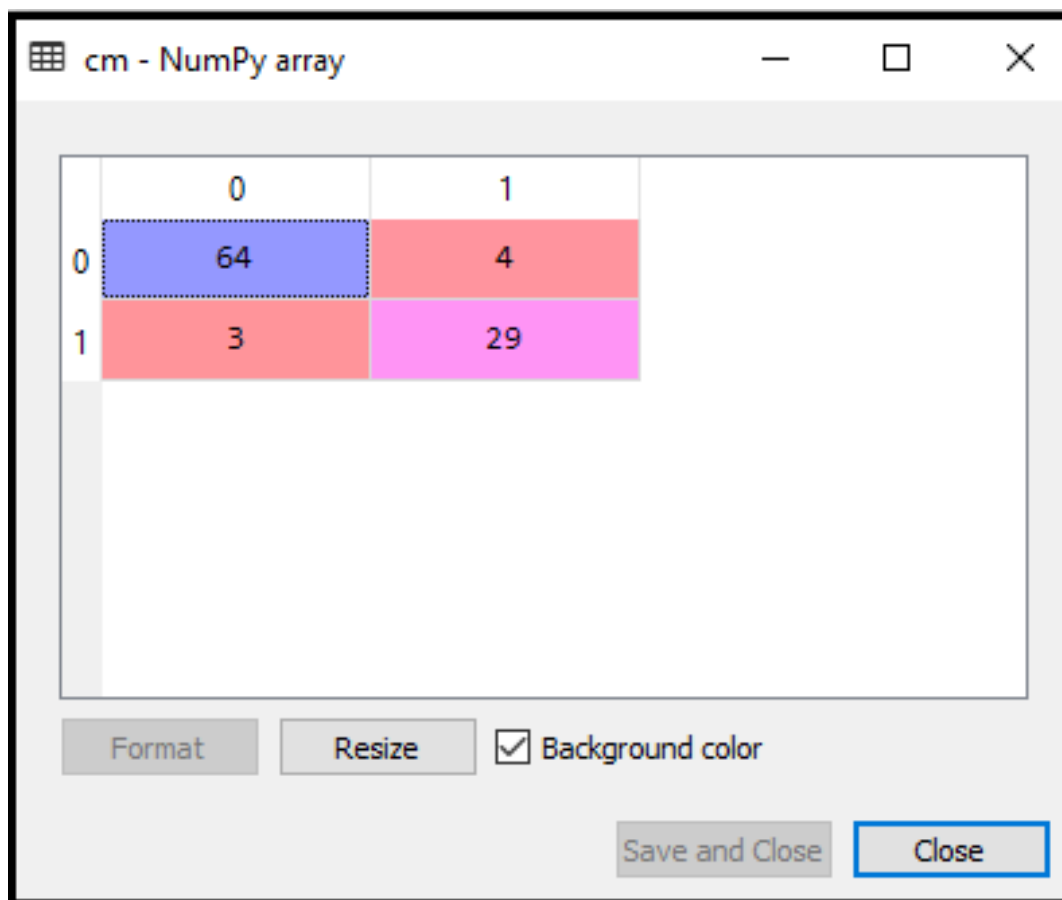 cm - NumPy array
0 1
0 64 4
1 3 29
Format Resize Background color
Save and Close Close